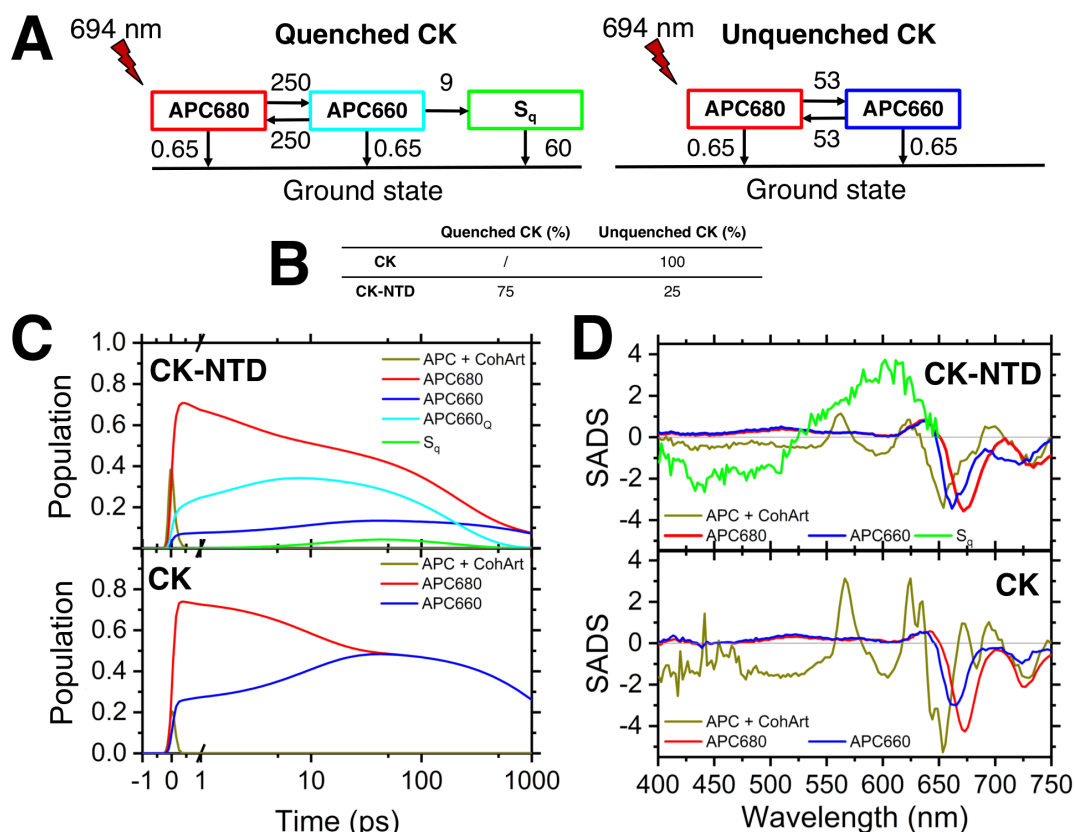 A
694 nm
Quenched CK
250
9
APC680
APC660
Sq
250
0.65
0.65
60
Ground state
694 nm
Unquenched CK
53
APC680
APC660
53
0.65
0.65
Ground state
B
Quenched CK (%) Unquenched CK (%)
CK / 100
CK-NTD 75 25
C
CK-NTD
Population
1.0
0.8
0.6
0.4
0.2
APC + CohArt
APC680
APC660
APC660Q
Sq
CK
Population
0.8
0.6
0.4
0.2
0.0
APC + CohArt
APC680
APC660
-1 0 1 10 100 1000
Time (ps)
D
CK-NTD
SADS
4
2
0
-2
-4
APC + CohArt
APC680 APC660 Sq
CK
SADS
2
0
-2
-4
APC + CohArt
APC680 APC660
400 450 500 550 600 650 700 750
Wavelength (nm)